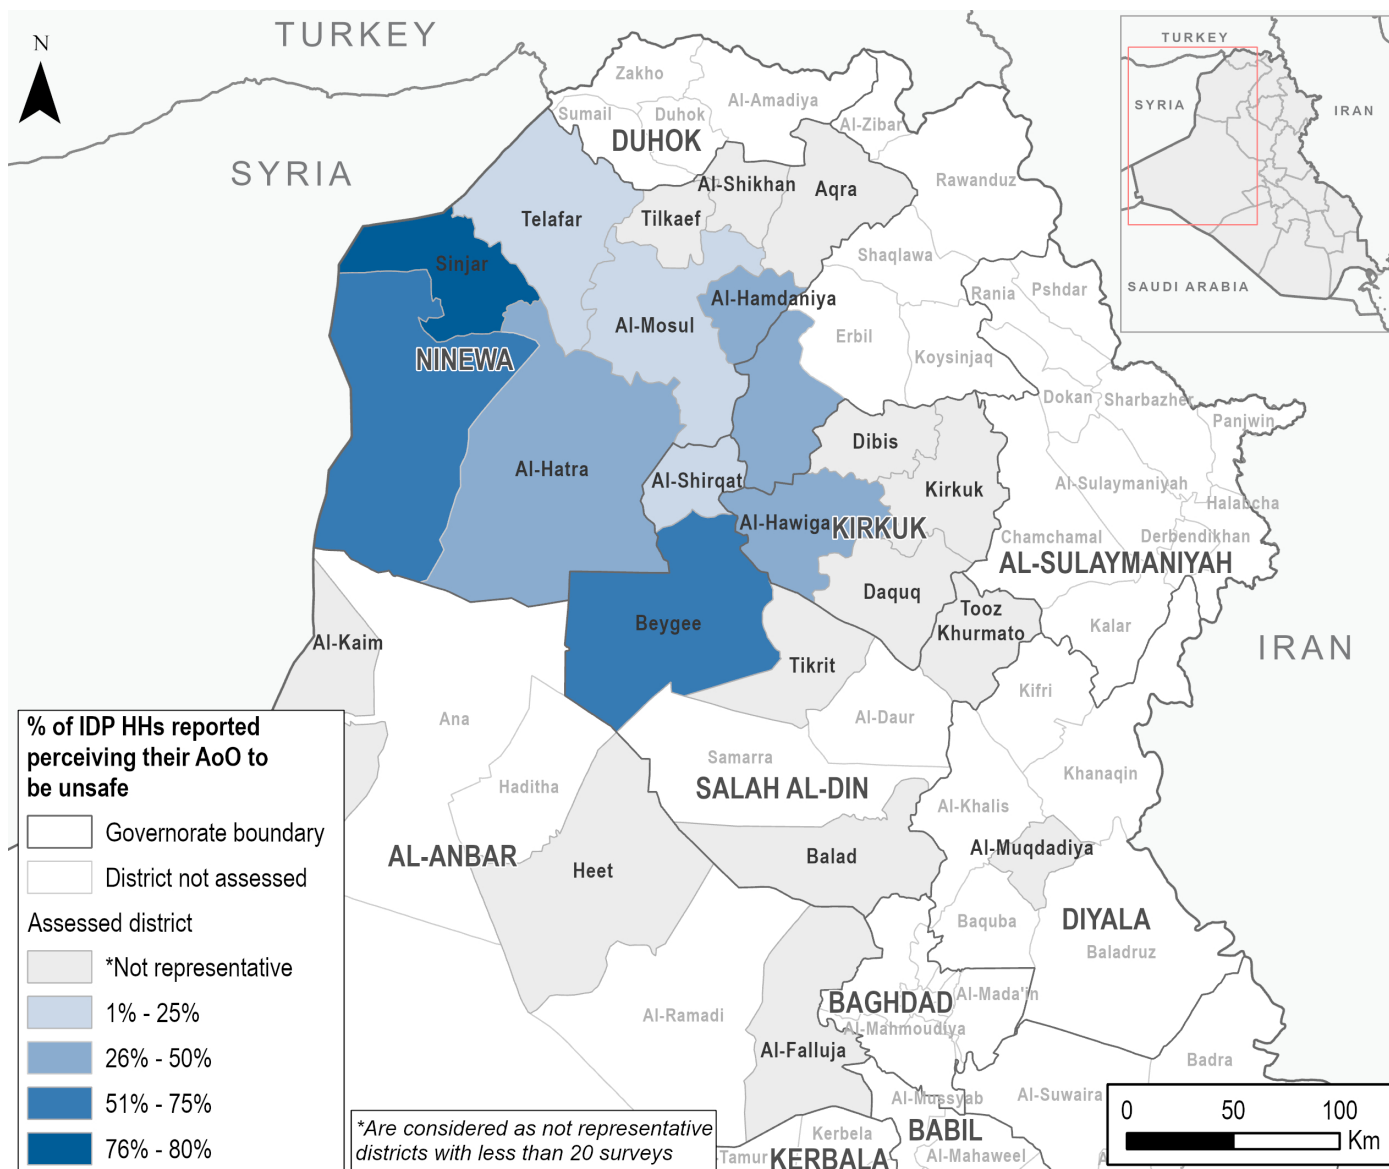 TURKEY
N
SYRIA
IRAN
TURKEY
SYRIA
IRAN
SAUDI ARABIA
Zakho
Al-Amadiya
Sumail
Duhok
DUHOK
Al-Zibar
Al-Shikhan
Aqra
Rawanduz
Telafar
Tilkaef
Shaqlawa
Sinjar
Rania
Pshdar
Al-Hamdaniya
Al-Mosul
Erbil
Koysinjaq
NINEWA
Dokan
Sharbazher
Panjwin
Dibis
Al-Hatra
Al-Shirqat
Kirkuk
Al-Sulaymaniyah
Halabcha
Al-Hawiga
KIRKUK
Chamchamal
Derbendikhan
AL-SULAYMANIYAH
Daquq
Tooz
Khurmato
Beygee
Kalar
Al-Kaim
Tikrit
Kifri
Ana
Al-Daur
Samarra
Khanaqin
Haditha
SALAH AL-DIN
Al-Khalis
AL-ANBAR
Balad
Al-Muqdadiya
Heet
Baquba
DIYALA
Baladruz
Al-Ramadi
BAGHDAD
Al-Mada'in
Al-Mahmoudiya
Al-Falluja
Badra
Al-Mussyab
Al-Suwaira
Kerbela
BABIL
-Tamur
KERBALA
Al-Mahaweel
% of IDP HHs reported
perceiving their AoO to
be unsafe
Governorate boundary
District not assessed
Assessed district
*Not representative
1% - 25%
26% - 50%
51% - 75%
76% - 80%
*Are considered as not representative
districts with less than 20 surveys
0 50 100
Km